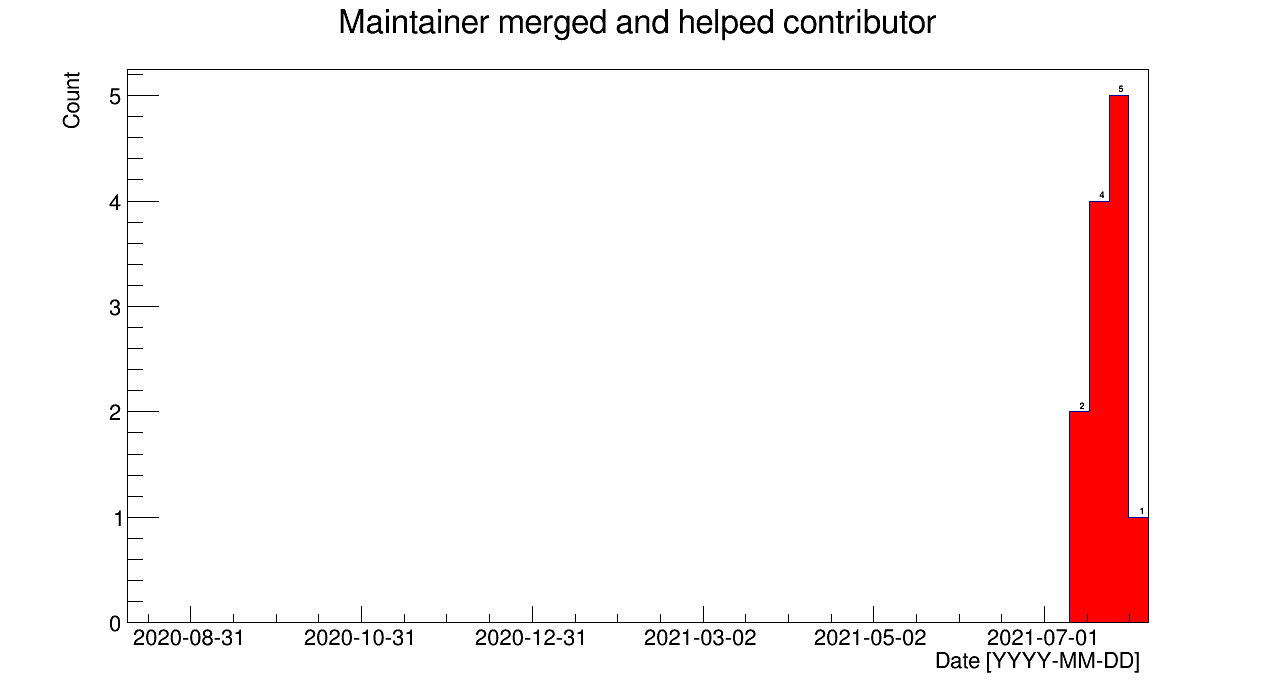 Maintainer merged and helped contributor
Count
5
4
3
2
1
0
5
4
2
1
2020-08-31 2020-10-31 2020-12-31 2021-03-02 2021-05-02 2021-07-01
Date [YYYY-MM-DD]